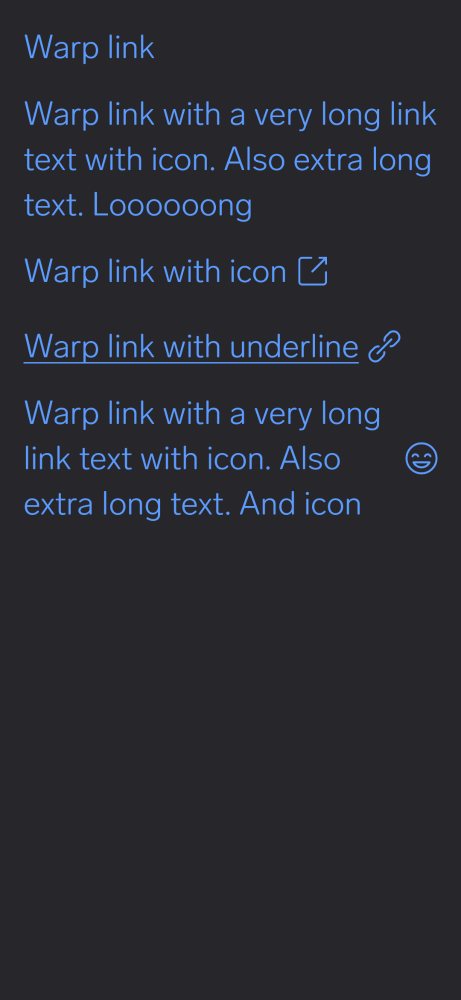 Warp link
Warp link with a very long link
text with icon. Also extra long
text. Loooooong
Warp link with icon
Warp link with underline
Warp link with a very long
link text with icon. Also
extra long text. And icon